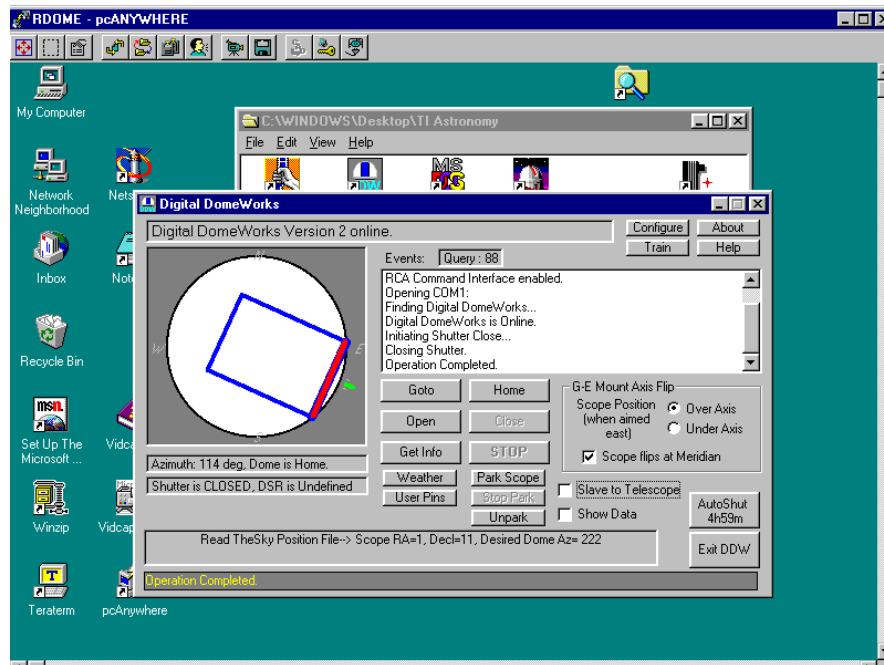 RDOME - pcANYWHERE
My Computer
C:\WINDOWS\Desktop\TI Astronomy
File Edit View Help
MS
Network
Neighborhood
Nets
Digital DomeWorks
Digital DomeWorks Version 2 online.
Configure
About
Train
Help
Events:
Query : 88
RCA Command Interface enabled.
Opening COM1:
Finding Digital DomeWorks...
Digital DomeWorks is Online.
Initiating Shutter Close...
Closing Shutter.
Operation Completed.
N
W
E
S
Inbox
Not
Recycle Bin
Goto
Home
Open
Close
Get Info
STOP
Weather
Park Scope
User Pins
Stop Park
Unpark
G-E Mount Axis Flip
Scope Position
(when aimed
east)
Over Axis
Under Axis
Scope flips at Meridian
Azimuth: 114 deg, Dome is Home.
Shutter is CLOSED, DSR is Undefined
Slave to Telescope
Show Data
AutoShut
4h59m
Exit DDW
Read TheSky Position File--> Scope RA=1, Decl=11, Desired Dome Az= 222
Operation Completed.
msn.
Set Up The
Microsoft ...
Vidca
Winzip
Vidcap
Teraterm
pcAnywhere